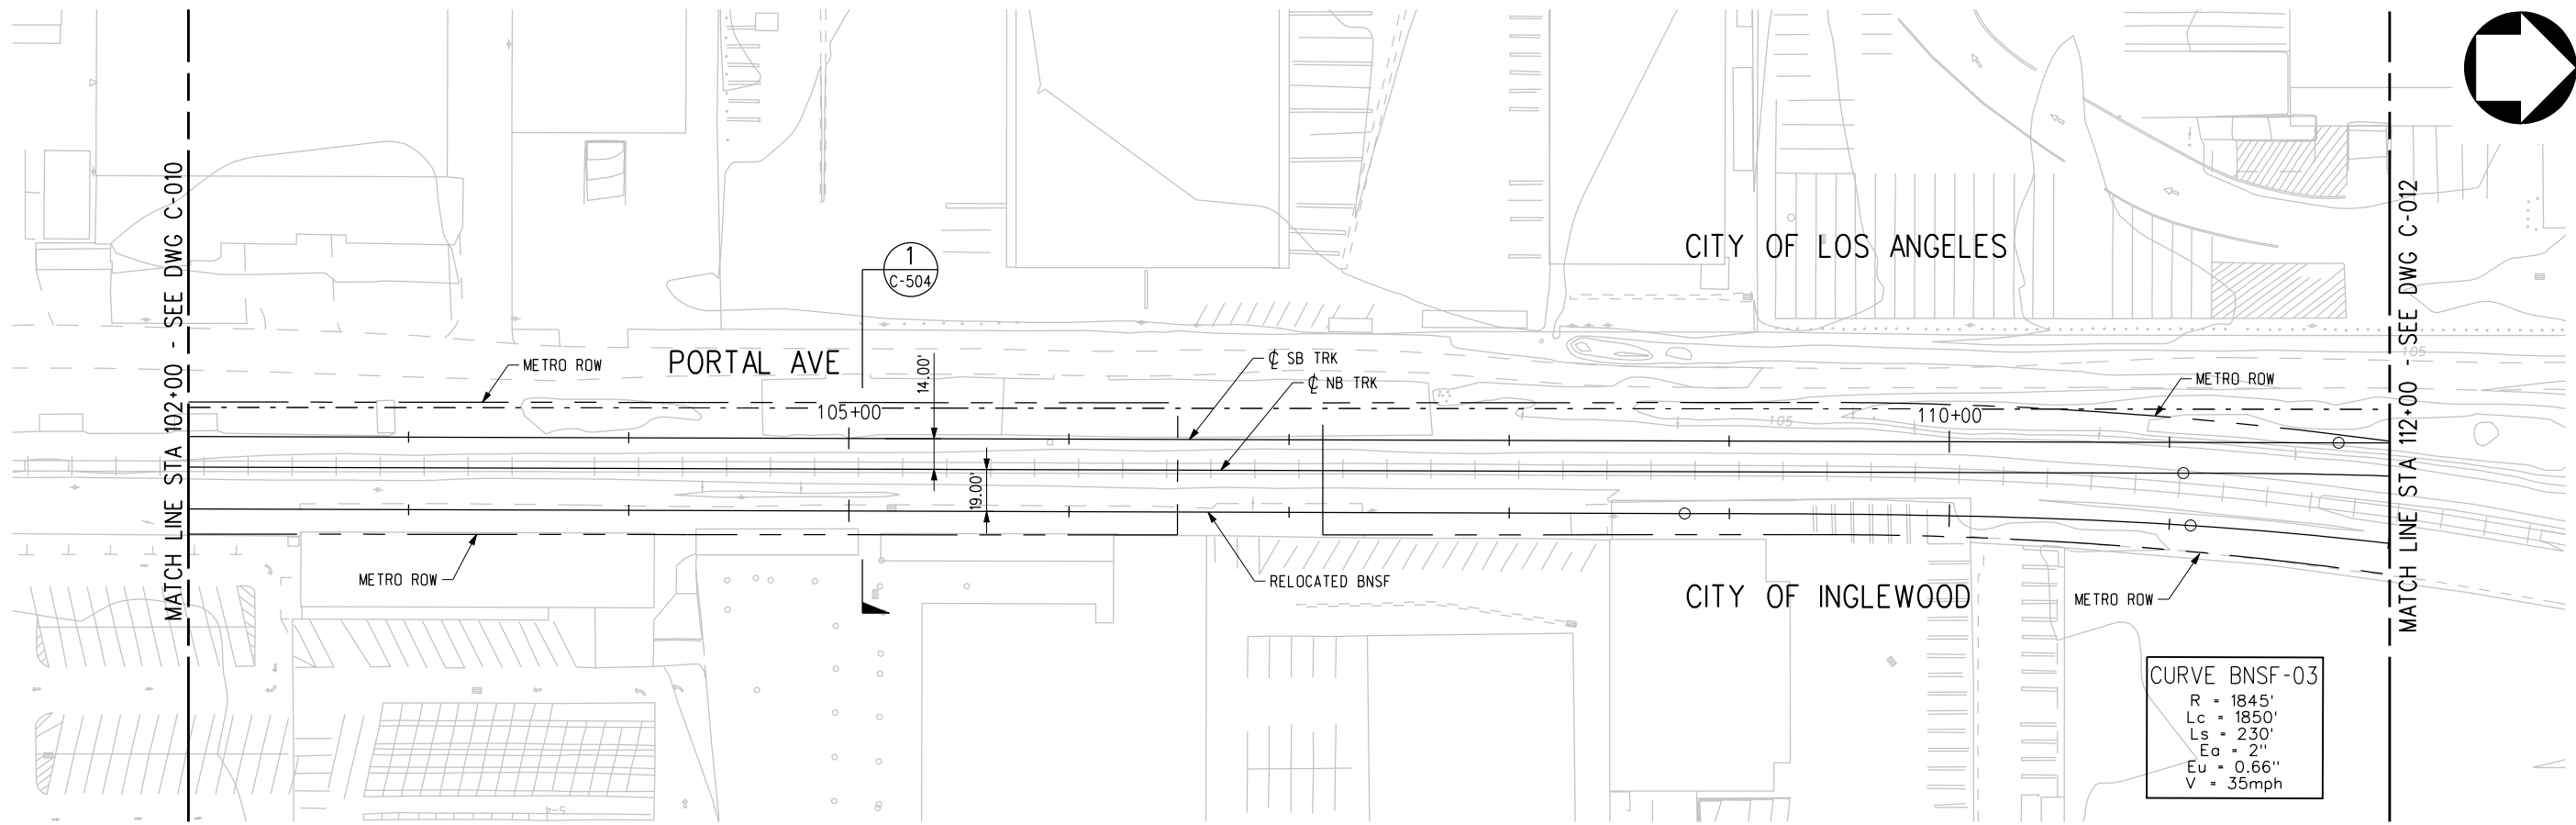 MATCH LINE STA 102+00 - SEE DWG C-010
1
C-504
CITY OF LOS ANGELES
METRO ROW
PORTAL AVE
14.00'
℄ SB TRK
℄ NB TRK
METRO ROW
105
105+00
110+00
105
19.00'
METRO ROW
RELOCATED BNSF
CITY OF INGLEWOOD
METRO ROW
MATCH LINE STA 112+00 - SEE DWG C-012
CURVE BNSF-03
R = 1845'
Lc = 1850'
Ls = 230'
Ea = 2"
Eu = 0.66"
V = 35mph